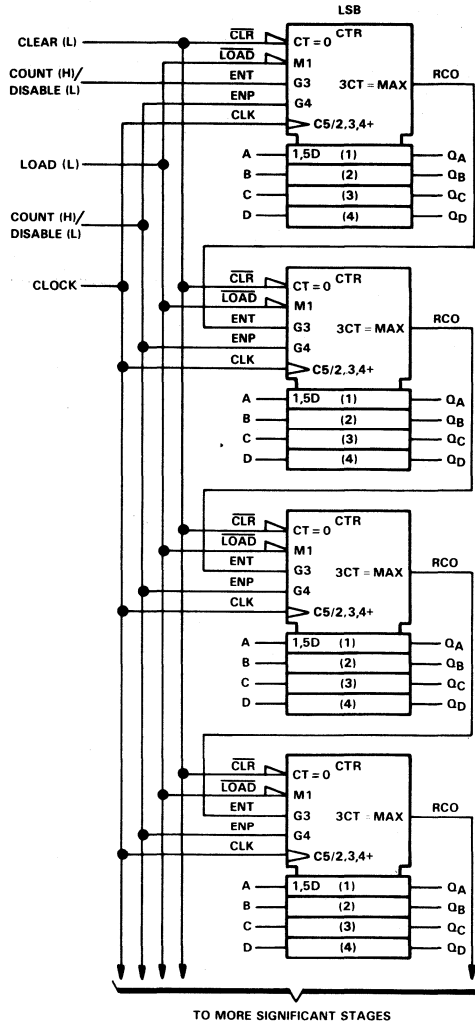 LSB
CLEAR (L)
CLR
CT = 0 CTR
LOAD
M1
COUNT (H)/
DISABLE (L)
ENT
G3 3CT = MAX RCO
ENP
G4
CLK
C5/2,3,4+
LOAD (L)
A 1,5D (1) QA
B (2) QB
C (3) QC
D (4) QD
COUNT (H)/
DISABLE (L)
CLOCK
CLR
CT = 0 CTR
LOAD
M1
ENT
G3 3CT = MAX RCO
ENP
G4
CLK
C5/2,3,4+
A 1,5D (1) QA
B (2) QB
C (3) QC
D (4) QD
CLR
CT = 0 CTR
LOAD
M1
ENT
G3 3CT = MAX RCO
ENP
G4
CLK
C5/2,3,4+
A 1,5D (1) QA
B (2) QB
C (3) QC
D (4) QD
CLR
CT = 0 CTR
LOAD
M1
ENT
G3 3CT = MAX RCO
ENP
G4
CLK
C5/2,3,4+
A 1,5D (1) QA
B (2) QB
C (3) QC
D (4) QD
TO MORE SIGNIFICANT STAGES